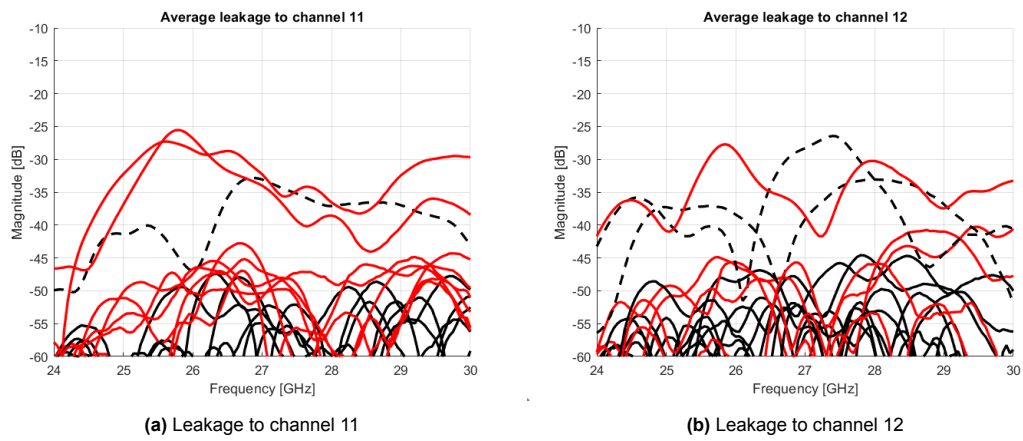 Average leakage to channel 11
-10
-15
-20
-25
-30
-35
-40
-45
-50
-55
-60
Magnitude [dB]
24 25 26 27 28 29 30
Frequency [GHz]
(a) Leakage to channel 11
Average leakage to channel 12
-10
-15
-20
-25
-30
-35
-40
-45
-50
-55
-60
Magnitude [dB]
24 25 26 27 28 29 30
Frequency [GHz]
(b) Leakage to channel 12